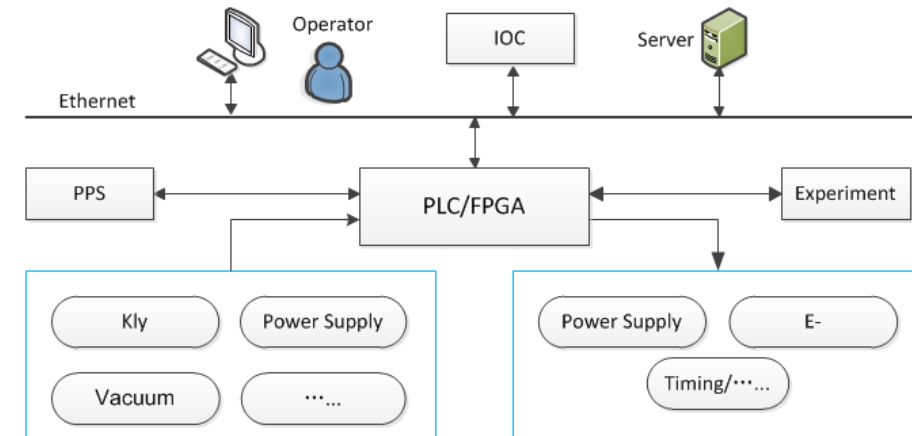 Operator
IOC
Server
Ethernet
PPS
PLC/FPGA
Experiment
Kly
Power Supply
Power Supply
E-
Vacuum
…...
Timing/…...